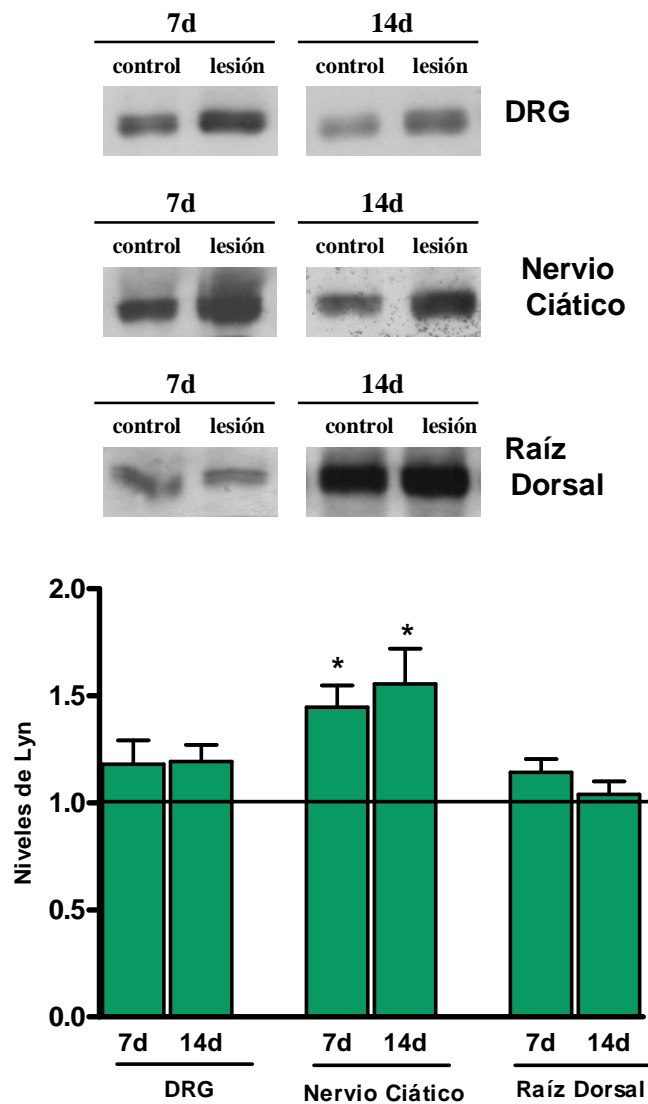 7d 14d
control lesión control lesión
DRG
7d 14d
control lesión control lesión
Nervio
Ciático
7d 14d
control lesión control lesión
Raíz
Dorsal
2.0
1.5
1.0
0.5
0.0
Niveles de Lyn
* *
7d 14d 7d 14d 7d 14d
DRG Nervio Ciático Raíz Dorsal